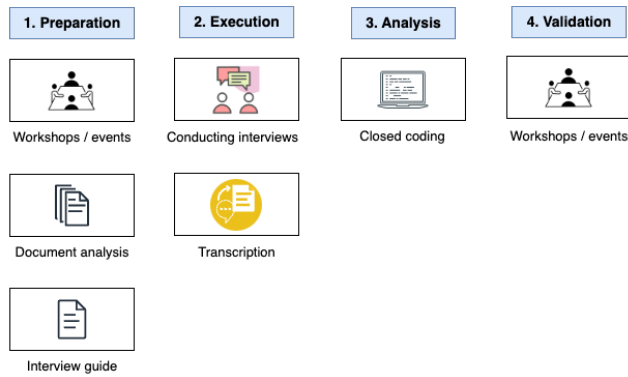 1. Preparation
2. Execution
3. Analysis
4. Validation
Workshops / events
Conducting interviews
Closed coding
Workshops / events
Document analysis
Transcription
Interview guide